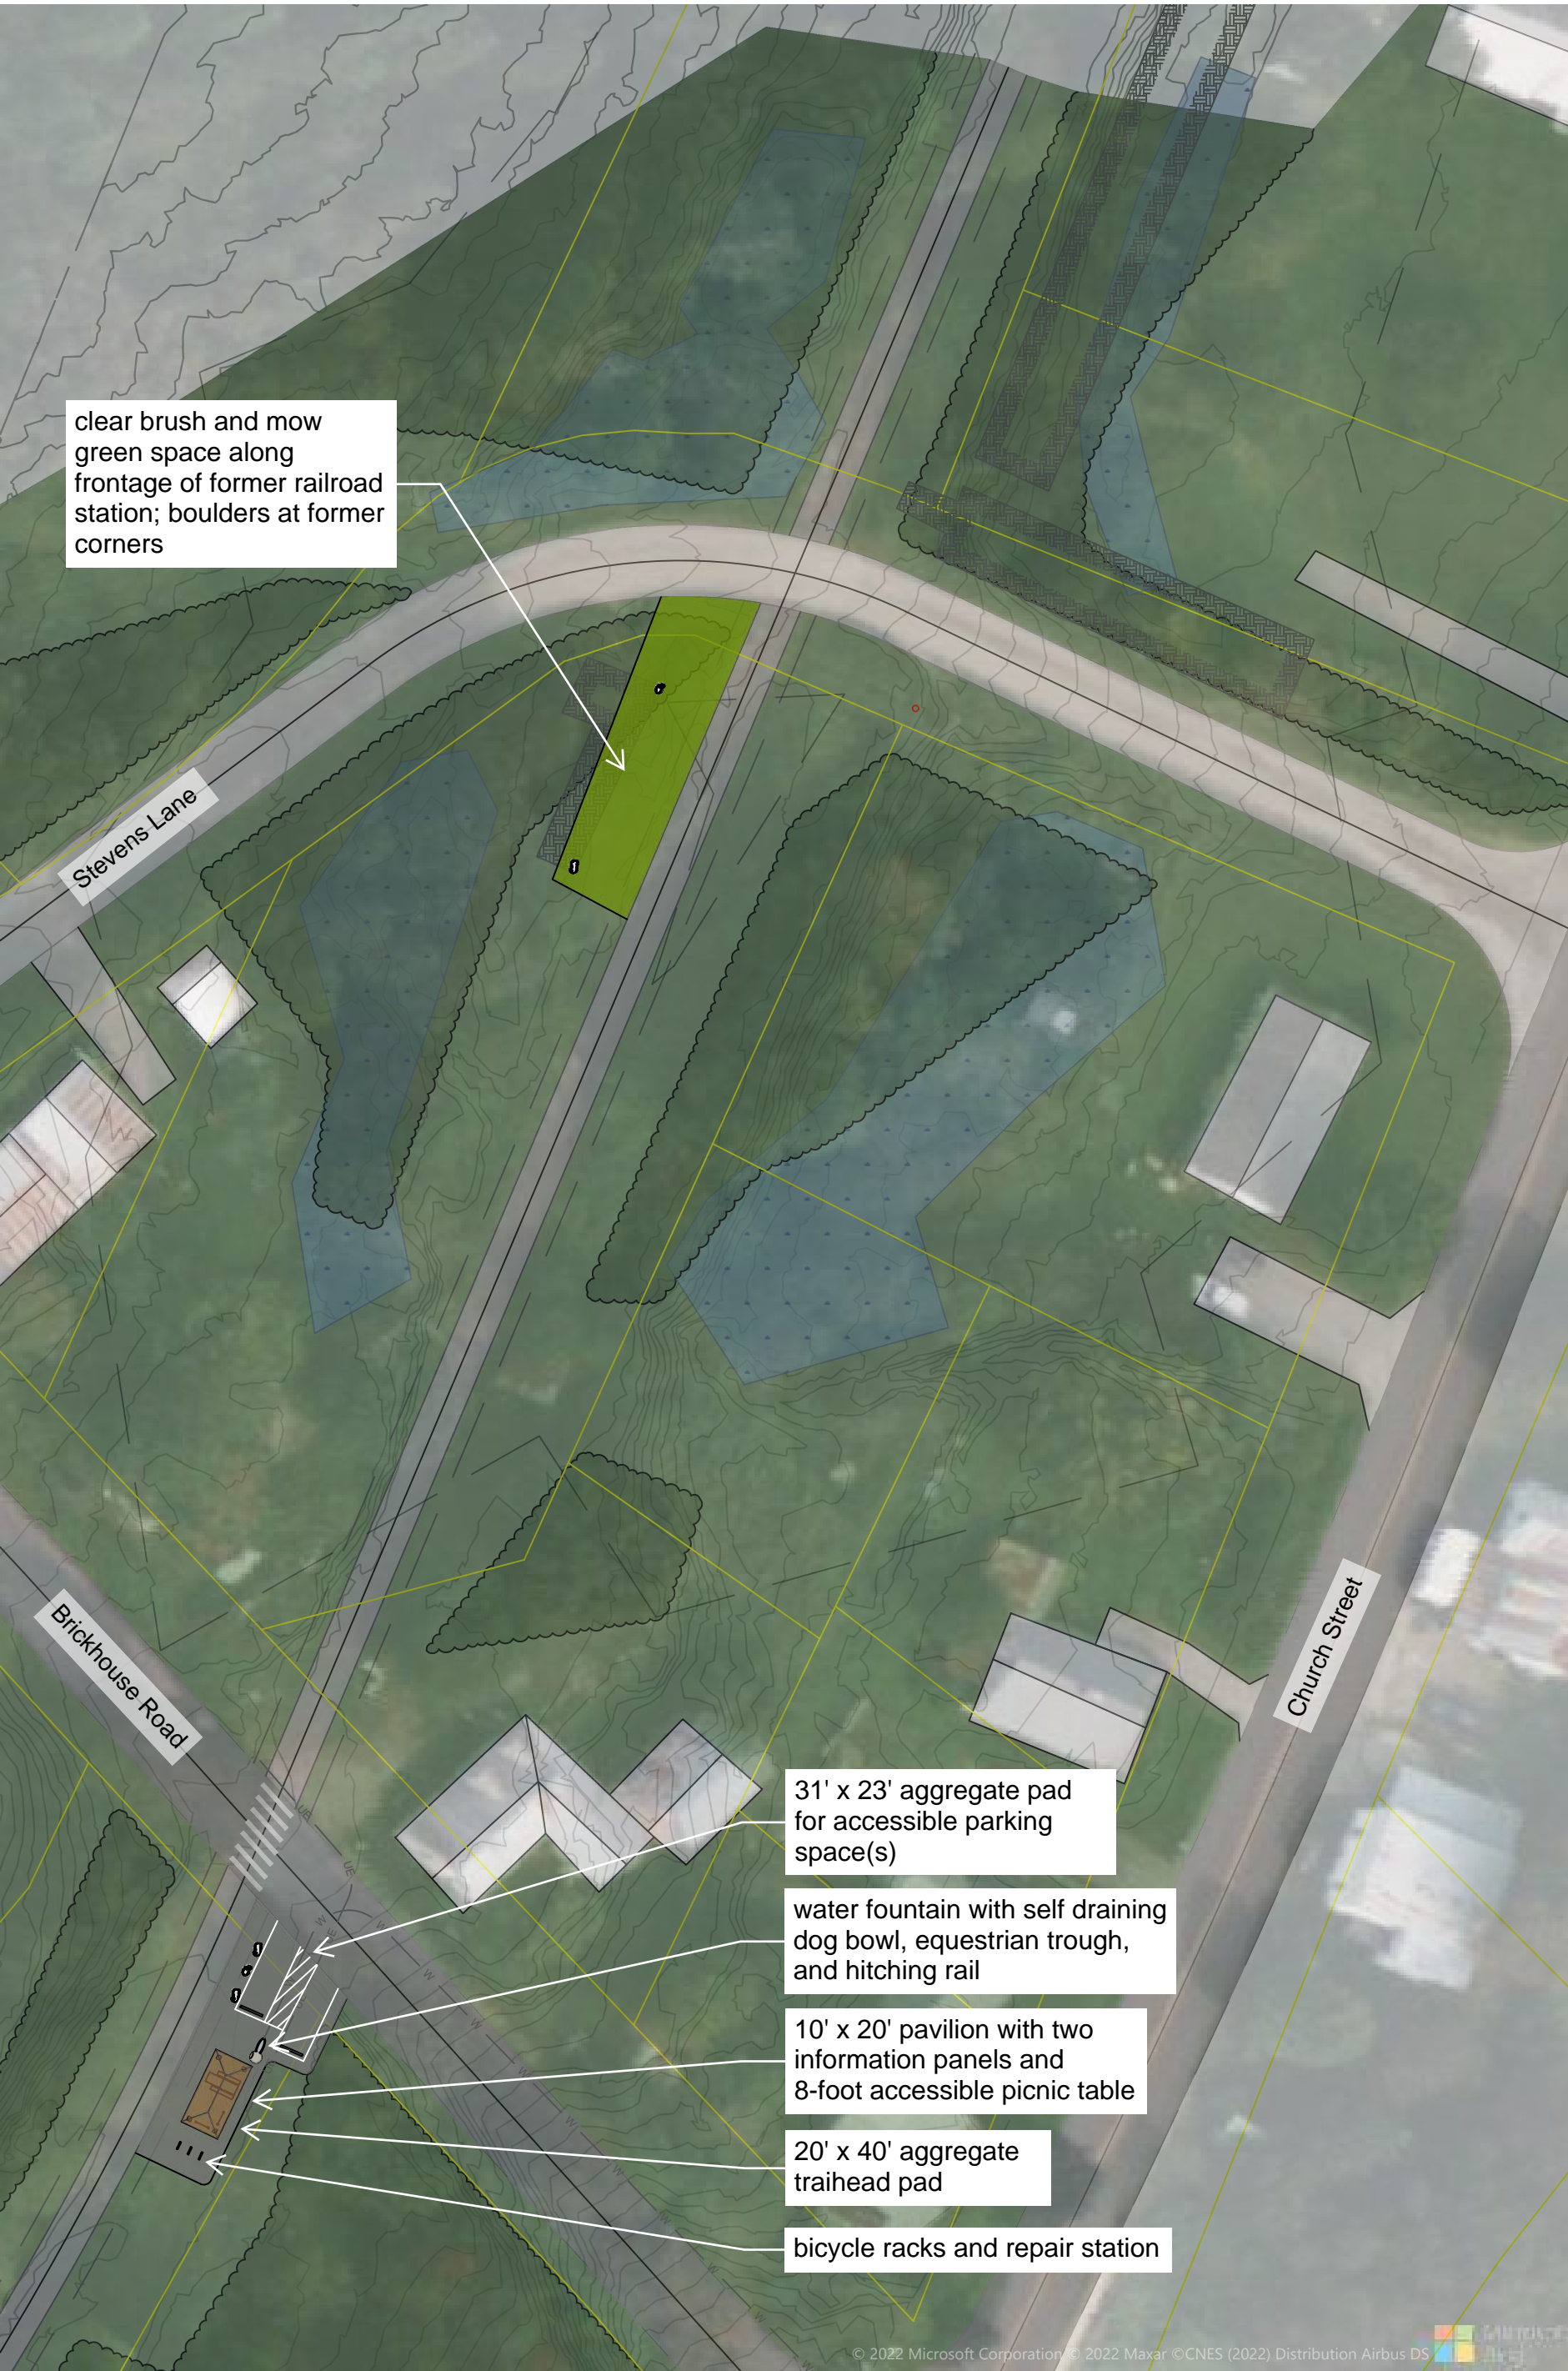 clear brush and mow
green space along
frontage of former railroad
station; boulders at former
corners
Stevens Lane
Brickhouse Road
Church Street
31' x 23' aggregate pad
for accessible parking
space(s)
water fountain with self draining
dog bowl, equestrian trough,
and hitching rail
10' x 20' pavilion with two
information panels and
8-foot accessible picnic table
20' x 40' aggregate
traihead pad
bicycle racks and repair station
UE
UE
W
W
W
W
W
W
W
W
W
W
W
W
© 2022 Microsoft Corporation © 2022 Maxar ©CNES (2022) Distribution Airbus DS